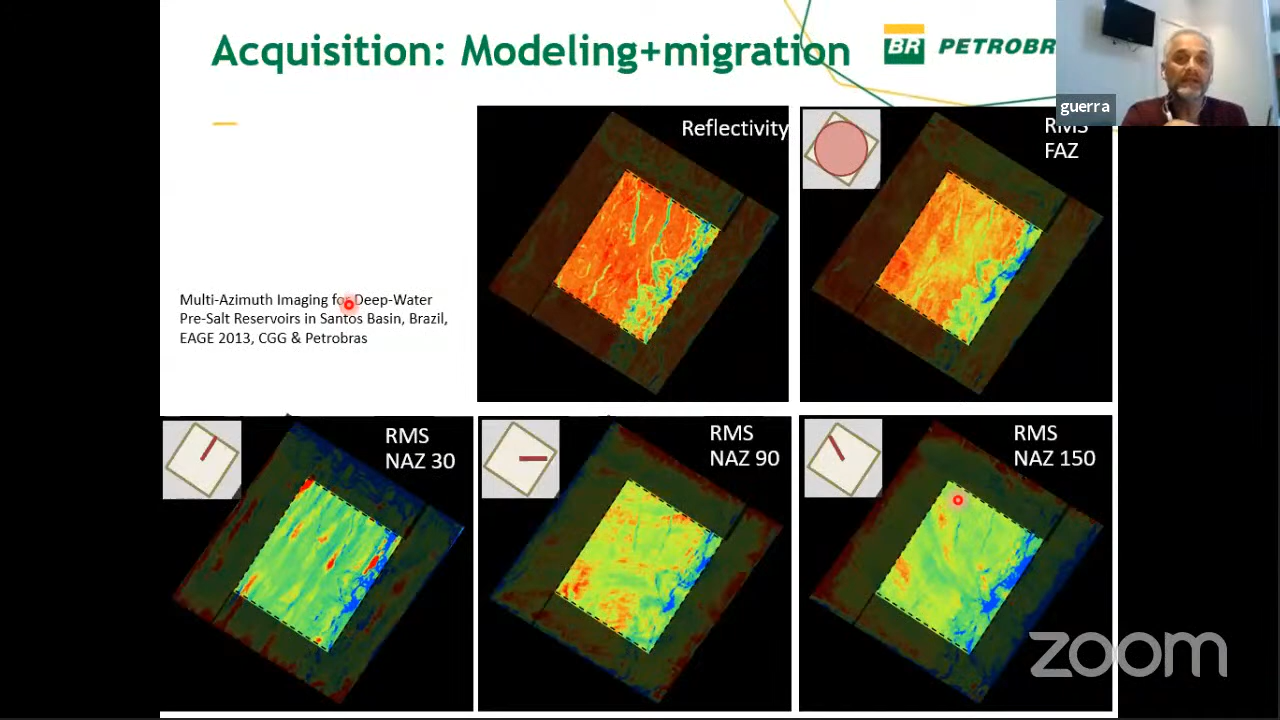 Acquisition: Modeling+migration
BR PETROBR
guerra
Reflectivity
RMS
FAZ
Multi-Azimuth Imaging for Deep-Water
Pre-Salt Reservoirs in Santos Basin, Brazil,
EAGE 2013, CGG & Petrobras
RMS
NAZ 30
RMS
NAZ 90
RMS
NAZ 150
zoom